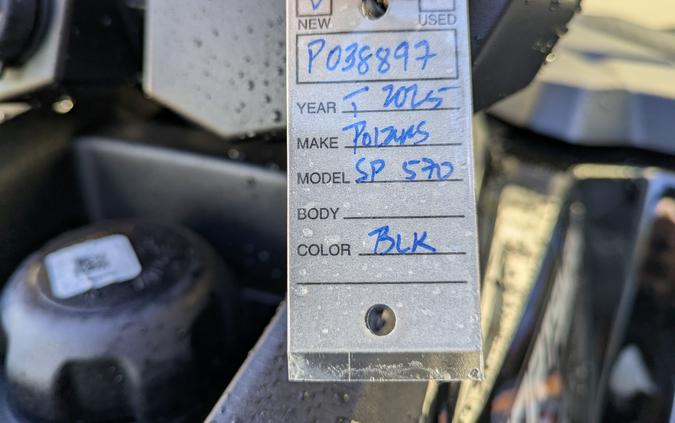 NEW USED
P038897
YEAR T 2025
MAKE Polaris
MODEL SP 570
BODY
COLOR BLK